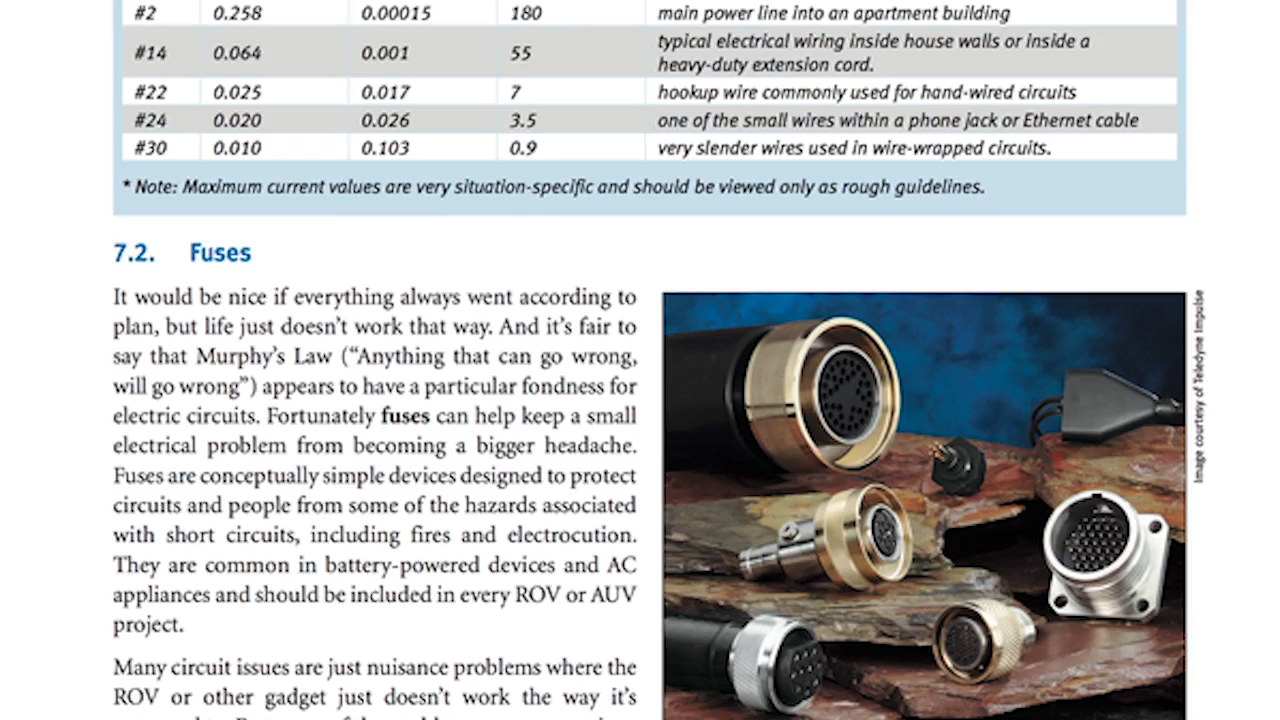 #2 0.258 0.00015 180 main power line into an apartment building
#14 0.064 0.001 55 typical electrical wiring inside house walls or inside a
heavy-duty extension cord.
#22 0.025 0.017 7 hookup wire commonly used for hand-wired circuits
#24 0.020 0.026 3.5 one of the small wires within a phone jack or Ethernet cable
#30 0.010 0.103 0.9 very slender wires used in wire-wrapped circuits.
* Note: Maximum current values are very situation-specific and should be viewed only as rough guidelines.
7.2. Fuses
It would be nice if everything always went according to
plan, but life just doesn’t work that way. And it’s fair to
say that Murphy’s Law (“Anything that can go wrong,
will go wrong”) appears to have a particular fondness for
electric circuits. Fortunately fuses can help keep a small
electrical problem from becoming a bigger headache.
Fuses are conceptually simple devices designed to protect
circuits and people from some of the hazards associated
with short circuits, including fires and electrocution.
They are common in battery-powered devices and AC
appliances and should be included in every ROV or AUV
project.
Many circuit issues are just nuisance problems where the
ROV or other gadget just doesn’t work the way it’s
Image courtesy of Teledyne Impulse